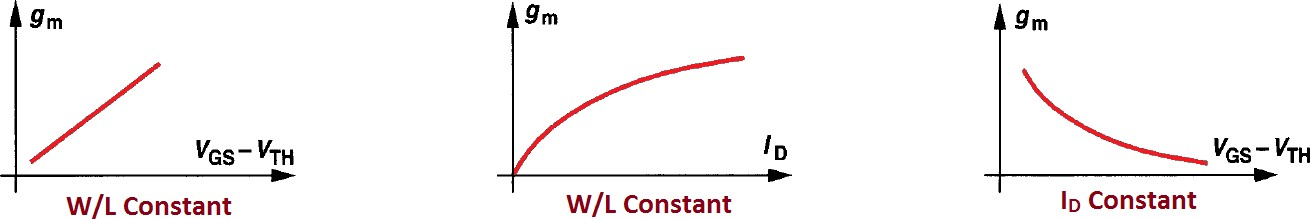 gm
VGS – VTH
W/L Constant
gm
ID
W/L Constant
gm
VGS – VTH
ID Constant